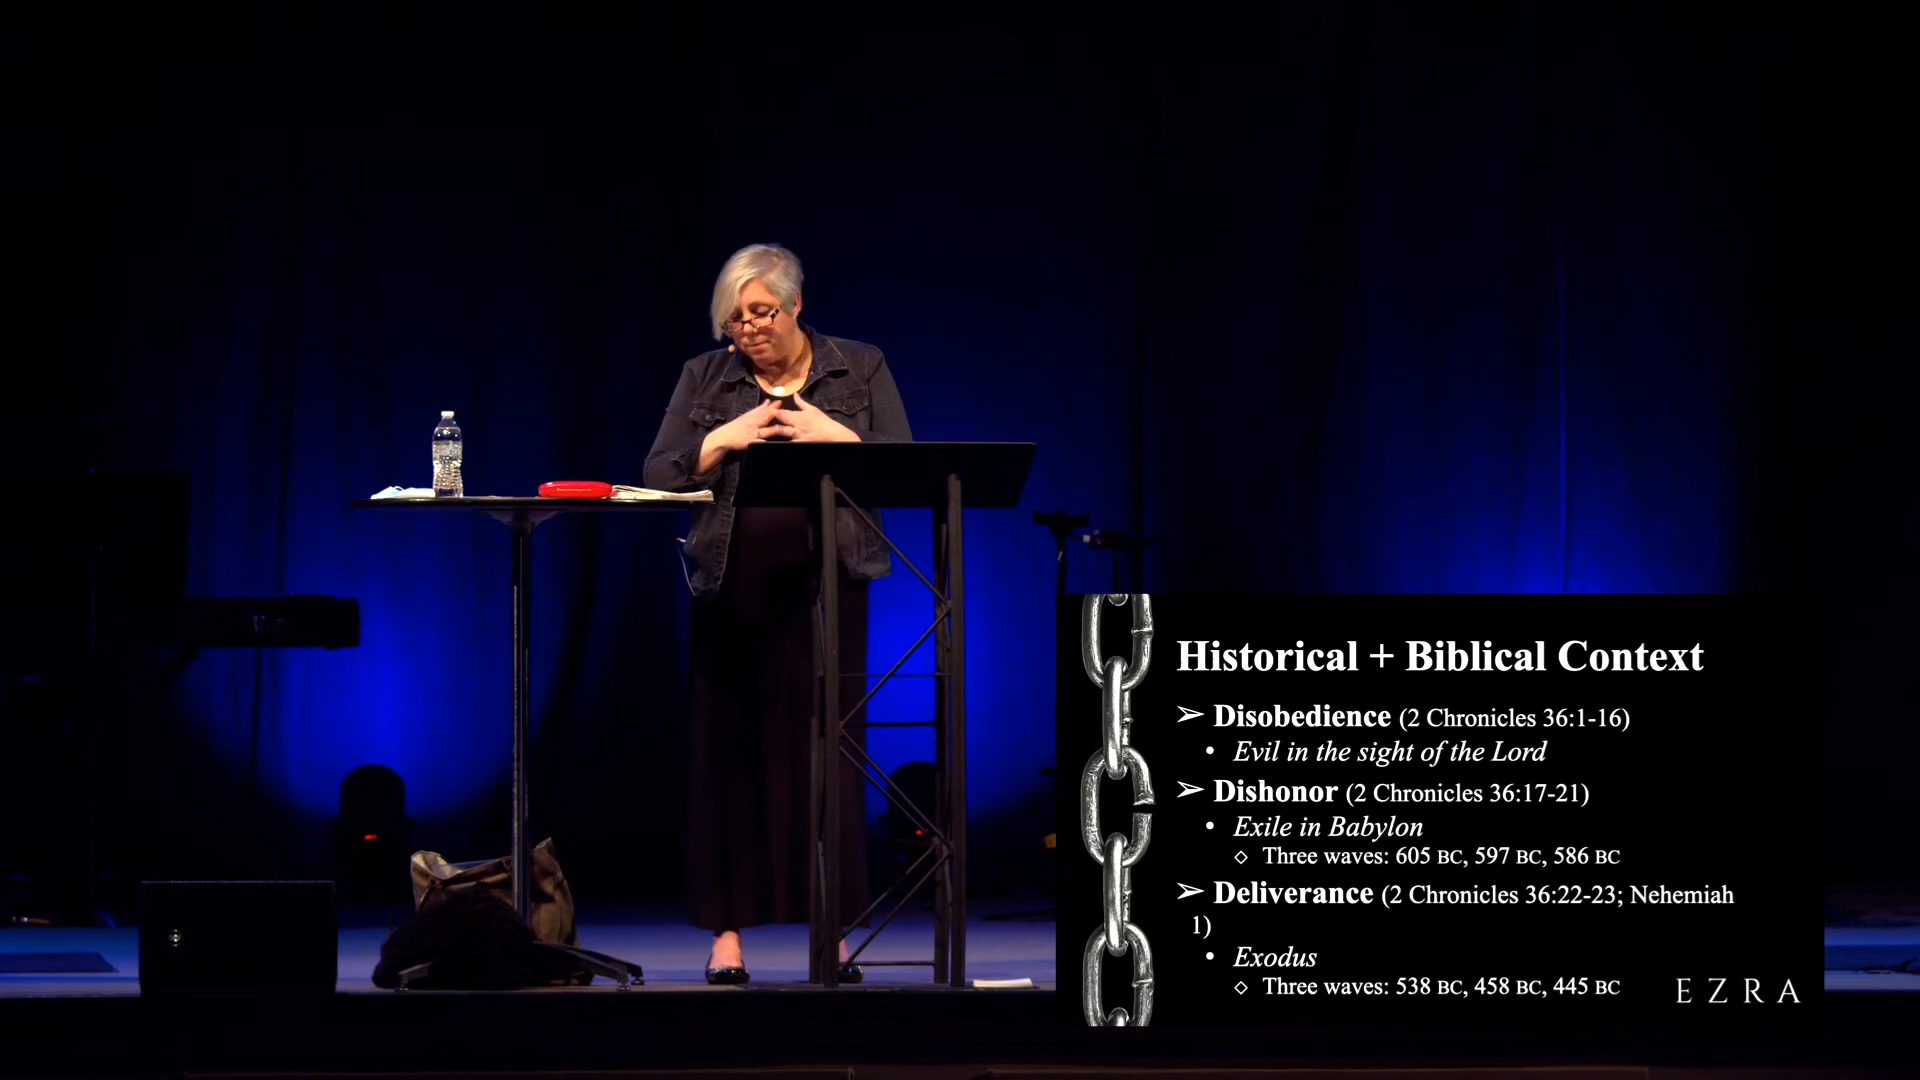 Historical + Biblical Context
➢ Disobedience (2 Chronicles 36:1-16)
• Evil in the sight of the Lord
➢ Dishonor (2 Chronicles 36:17-21)
• Exile in Babylon
◇ Three waves: 605 BC, 597 BC, 586 BC
➢ Deliverance (2 Chronicles 36:22-23; Nehemiah
1)
• Exodus
◇ Three waves: 538 BC, 458 BC, 445 BC
EZRA